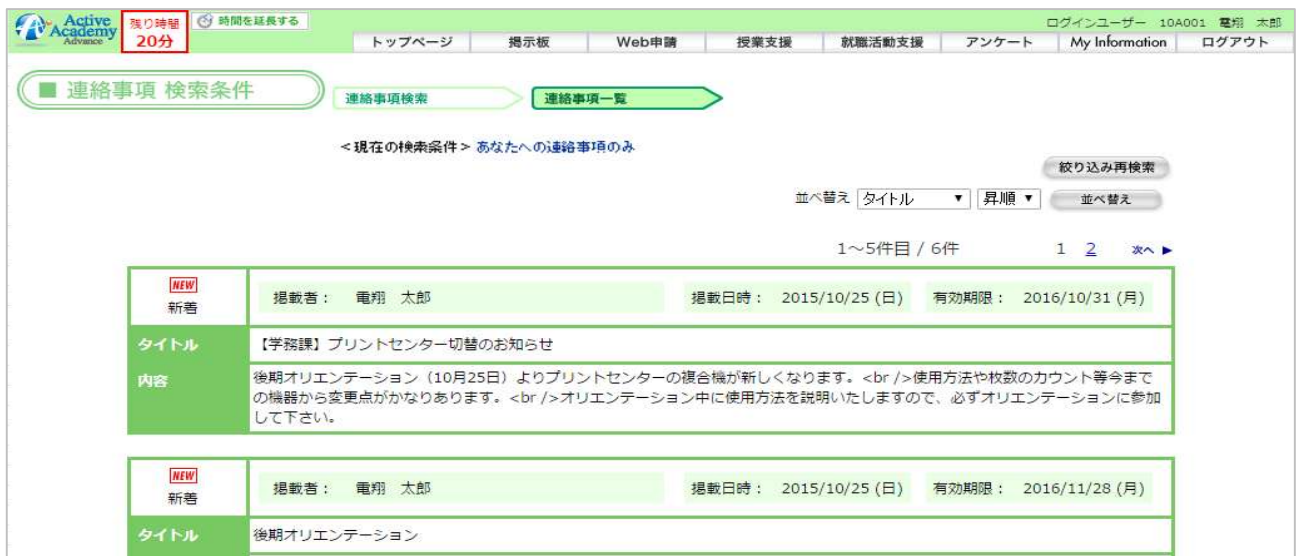 Active Academy Advance
残り時間
20分
時間を延長する
ログインユーザー 10A001 電翔 太郎
トップページ 掲示板 Web申請 授業支援 就職活動支援 アンケート My Information ログアウト
■ 連絡事項 検索条件
連絡事項検索 連絡事項一覧
<現在の検索条件> あなたへの連絡事項のみ
絞り込み再検索
並べ替え タイトル ▼ 昇順 ▼ 並べ替え
1～5件目 / 6件 1 2 次へ ▶
NEW
新着
掲載者： 電翔 太郎 掲載日時： 2015/10/25 (日) 有効期限： 2016/10/31 (月)
タイトル 【学務課】プリントセンター切替のお知らせ
内容 後期オリエンテーション（10月25日）よりプリントセンターの複合機が新しくなります。<br />使用方法や枚数のカウント等今まで
の機器から変更点がかなりあります。<br />オリエンテーション中に使用方法を説明いたしますので、必ずオリエンテーションに参加
して下さい。
NEW
新着
掲載者： 電翔 太郎 掲載日時： 2015/10/25 (日) 有効期限： 2016/11/28 (月)
タイトル 後期オリエンテーション